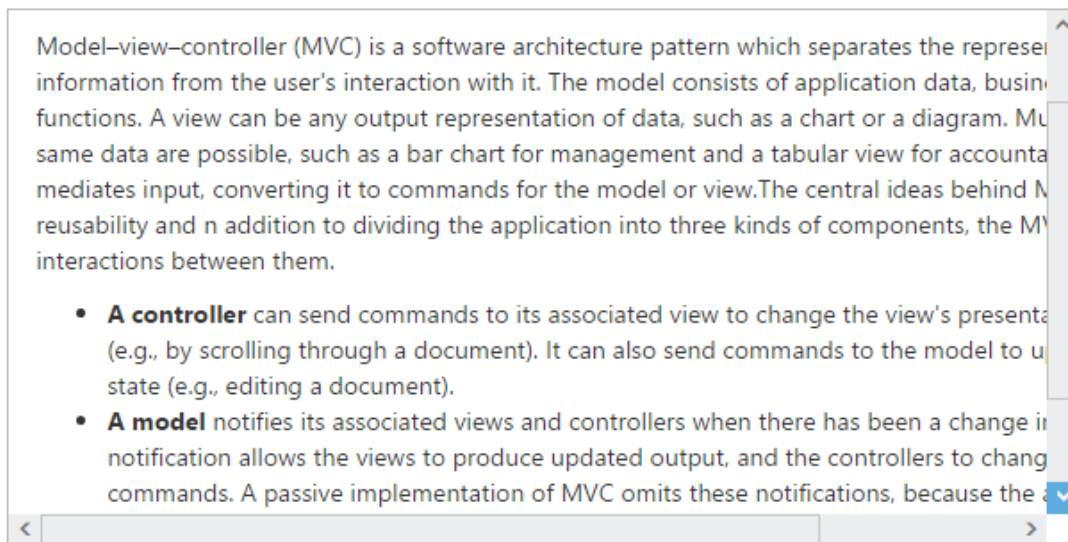 Model–view–controller (MVC) is a software architecture pattern which separates the
information from the user's interaction with it. The model consists of application data,
functions. A view can be any output representation of data, such as a chart or a diagram.
same data are possible, such as a bar chart for management and a tabular view for
mediates input, converting it to commands for the model or view.The central ideas behind
reusability and n addition to dividing the application into three kinds of components, the
interactions between them.
• A controller can send commands to its associated view to change the view's
(e.g., by scrolling through a document). It can also send commands to the model to
state (e.g., editing a document).
• A model notifies its associated views and controllers when there has been a change
notification allows the views to produce updated output, and the controllers to
commands. A passive implementation of MVC omits these notifications, because the